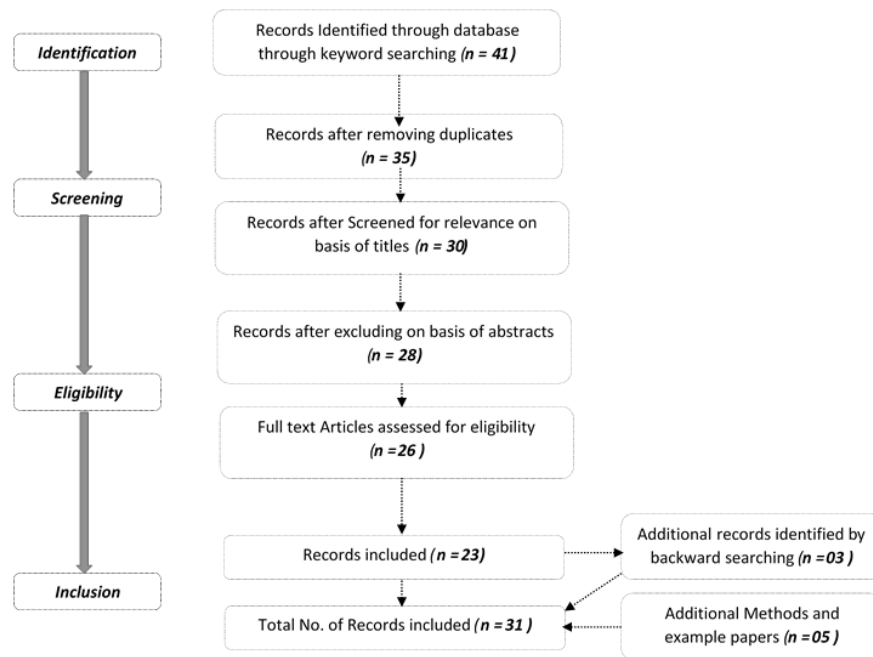 Identification
Records Identified through database
through keyword searching (n = 41)
Records after removing duplicates
(n = 35)
Screening
Records after Screened for relevance on
basis of titles (n = 30)
Records after excluding on basis of abstracts
(n = 28)
Eligibility
Full text Articles assessed for eligibility
(n =26 )
Records included (n =23)
Additional records identified by
backward searching (n =03 )
Inclusion
Total No. of Records included (n = 31 )
Additional Methods and
example papers (n =05 )